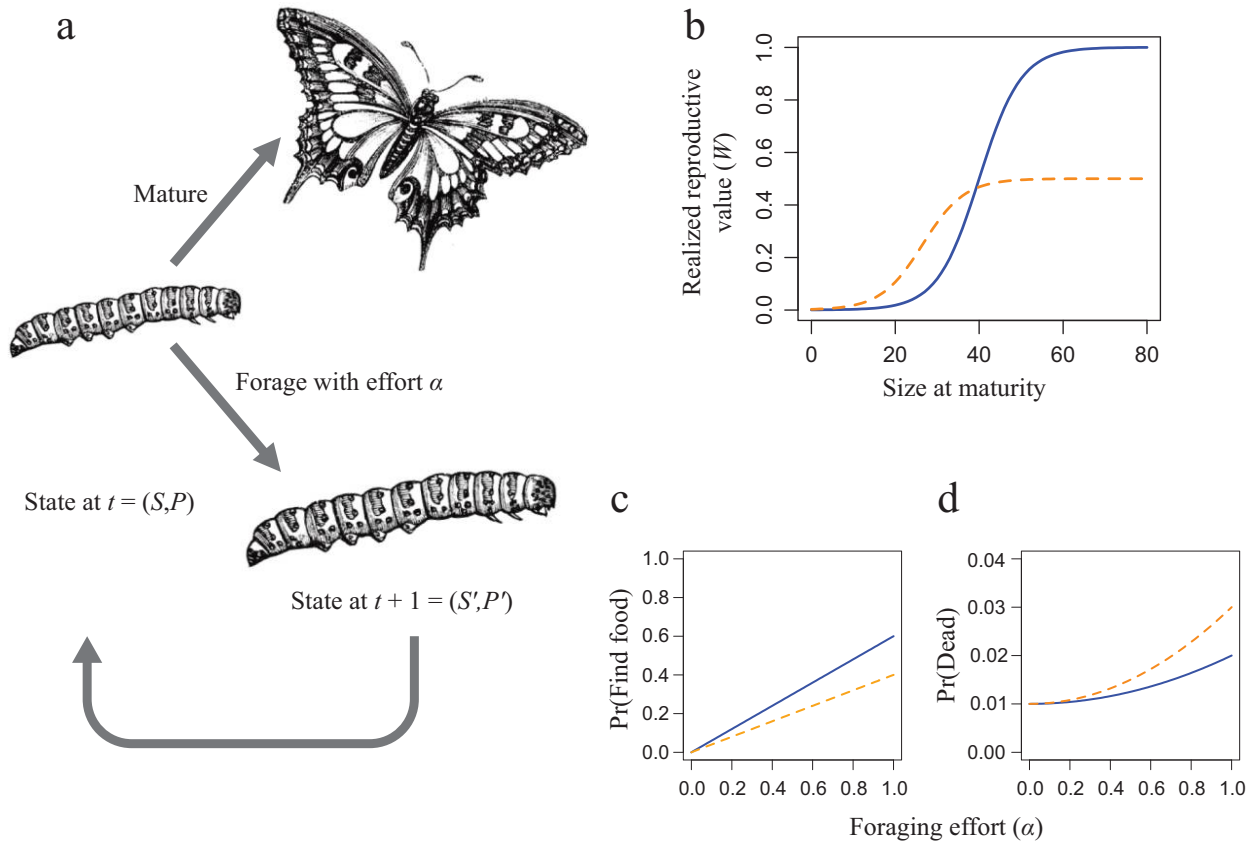 a
Mature
Forage with effort α
State at t = (S,P)
State at t + 1 = (S′,P′)
b
Realized reproductive
value (W)
0.0 0.2 0.4 0.6 0.8 1.0
0 20 40 60 80
Size at maturity
c
Pr(Find food)
0.0 0.2 0.4 0.6 0.8 1.0
0.0 0.2 0.4 0.6 0.8 1.0
d
Pr(Dead)
0.00 0.01 0.02 0.03 0.04
0.0 0.2 0.4 0.6 0.8 1.0
Foraging effort (α)